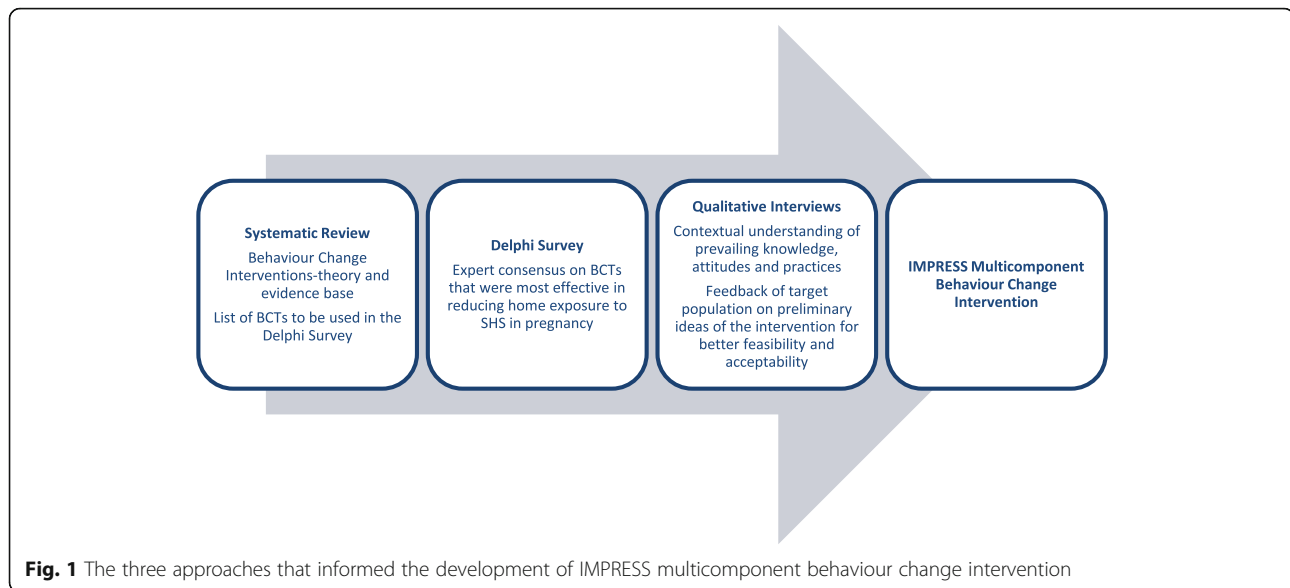 Systematic Review
Behaviour Change
Interventions-theory and
evidence base
List of BCTs to be used in the
Delphi Survey
Delphi Survey
Expert consensus on BCTs
that were most effective in
reducing home exposure to
SHS in pregnancy
Qualitative Interviews
Contextual understanding of
prevailing knowledge,
attitudes and practices
Feedback of target
population on preliminary
ideas of the intervention for
better feasibility and
acceptability
IMPRESS Multicomponent
Behaviour Change
Intervention
Fig. 1 The three approaches that informed the development of IMPRESS multicomponent behaviour change intervention